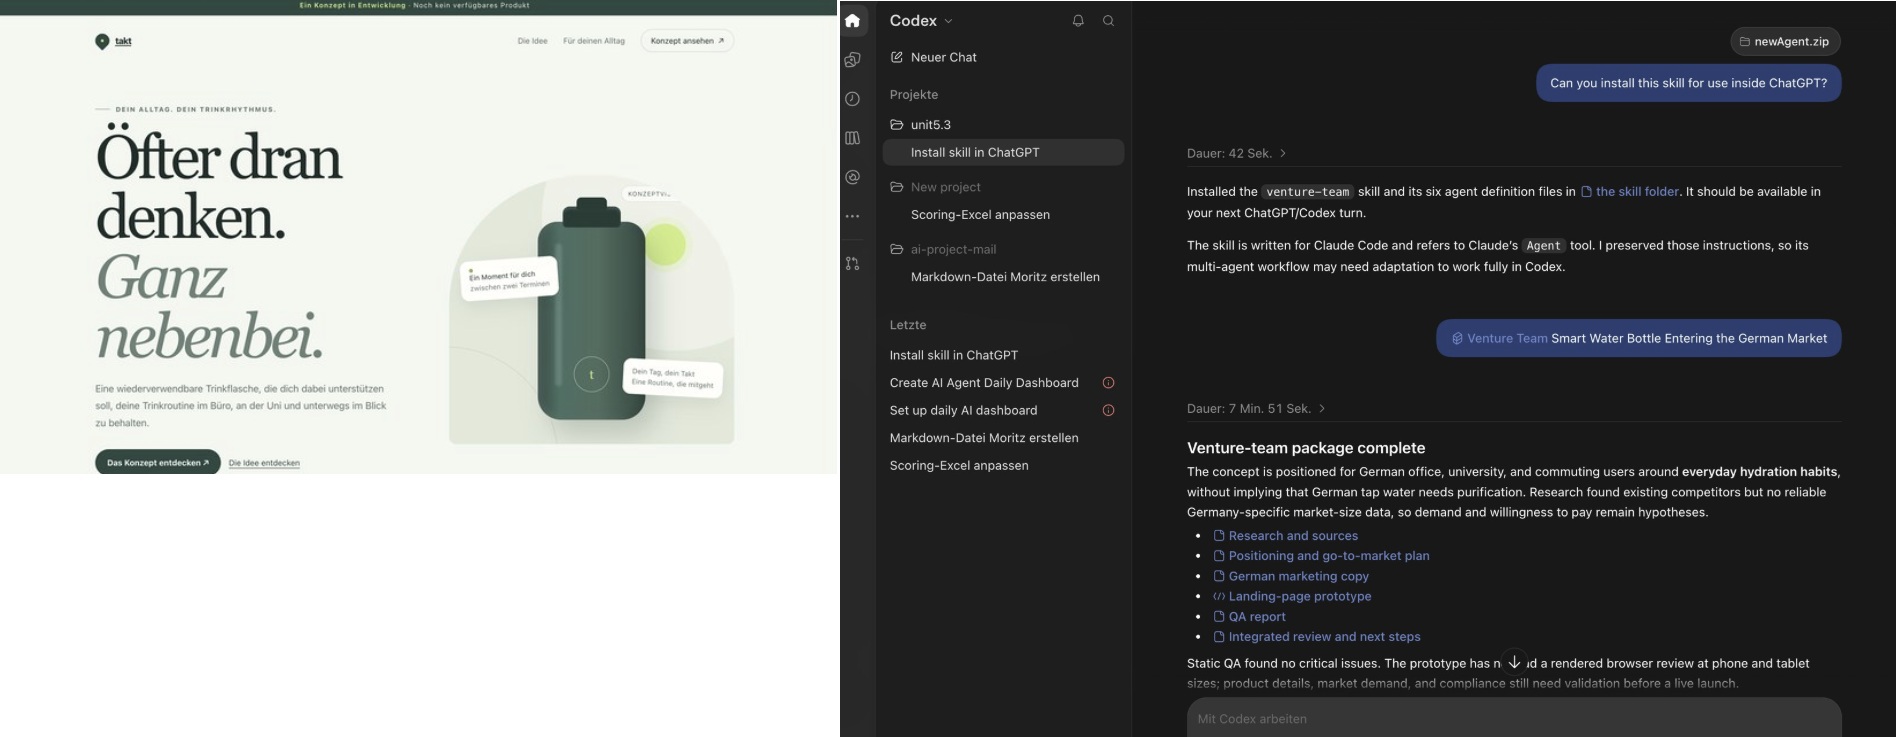 Ein Konzept in Entwicklung · Noch kein verfügbares Produkt
takt
Die Idee
Für deinen Alltag
Konzept ansehen ↗
DEIN ALLTAG. DEIN TRINKRHYTHMUS.
Öfter dran
denken.
Ganz
nebenbei.
Eine wiederverwendbare Trinkflasche, die dich dabei unterstützen
soll, deine Trinkroutine im Büro, an der Uni und unterwegs im Blick
zu behalten.
Das Konzept entdecken ↗
Die Idee entdecken
Ein Moment für dich
zwischen zwei Terminen
t
Dein Tag, dein Takt
Eine Routine, die mitgeht
Codex
Neuer Chat
Projekte
unit5.3
Install skill in ChatGPT
New project
Scoring-Excel anpassen
ai-project-mail
Markdown-Datei Moritz erstellen
Letzte
Install skill in ChatGPT
Create AI Agent Daily Dashboard
Set up daily AI dashboard
Markdown-Datei Moritz erstellen
Scoring-Excel anpassen
newAgent.zip
Can you install this skill for use inside ChatGPT?
Dauer: 42 Sek. >
Installed the venture-team skill and its six agent definition files in the skill folder. It should be available in
your next ChatGPT/Codex turn.
The skill is written for Claude Code and refers to Claude's Agent tool. I preserved those instructions, so its
multi-agent workflow may need adaptation to work fully in Codex.
Venture Team Smart Water Bottle Entering the German Market
Dauer: 7 Min. 51 Sek. >
Venture-team package complete
The concept is positioned for German office, university, and commuting users around everyday hydration habits,
without implying that German tap water needs purification. Research found existing competitors but no reliable
Germany-specific market-size data, so demand and willingness to pay remain hypotheses.
• Research and sources
• Positioning and go-to-market plan
• German marketing copy
• Landing-page prototype
• QA report
• Integrated review and next steps
Static QA found no critical issues. The prototype has a rendered browser review at phone and tablet
sizes; product details, market demand, and compliance still need validation before a live launch.
Mit Codex arbeiten